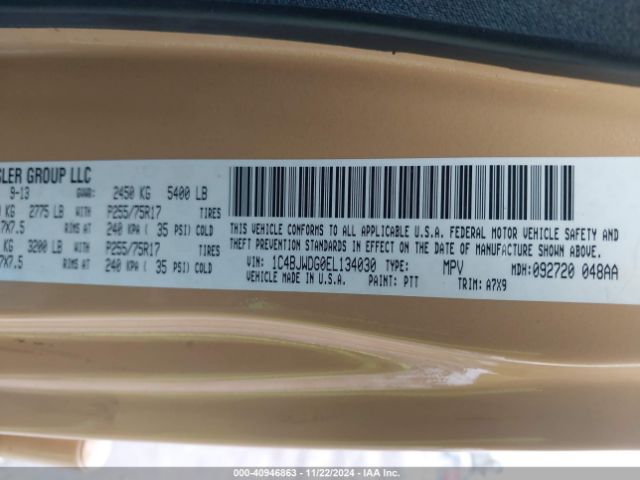 SLER GROUP LLC
9-13 GVWR: 2450 KG 5400 LB
KG 2775 LB WITH P255/75R17 TIRES
7X7.5 RIMS AT 240 KPA ( 35 PSI) COLD
KG 3200 LB WITH P255/75R17 TIRES
7X7.5 RIMS AT 240 KPA ( 35 PSI) COLD
THIS VEHICLE CONFORMS TO ALL APPLICABLE U.S.A. FEDERAL MOTOR VEHICLE SAFETY AND
THEFT PREVENTION STANDARDS IN EFFECT ON THE DATE OF MANUFACTURE SHOWN ABOVE.
VIN: 1C4BJWDG0EL134030 TYPE: MPV MDH: 092720 048AA
VEHICLE MADE IN U.S.A. PAINT: PTT TRIM: A7X9
000-40946863 - 11/22/2024 - IAA Inc.